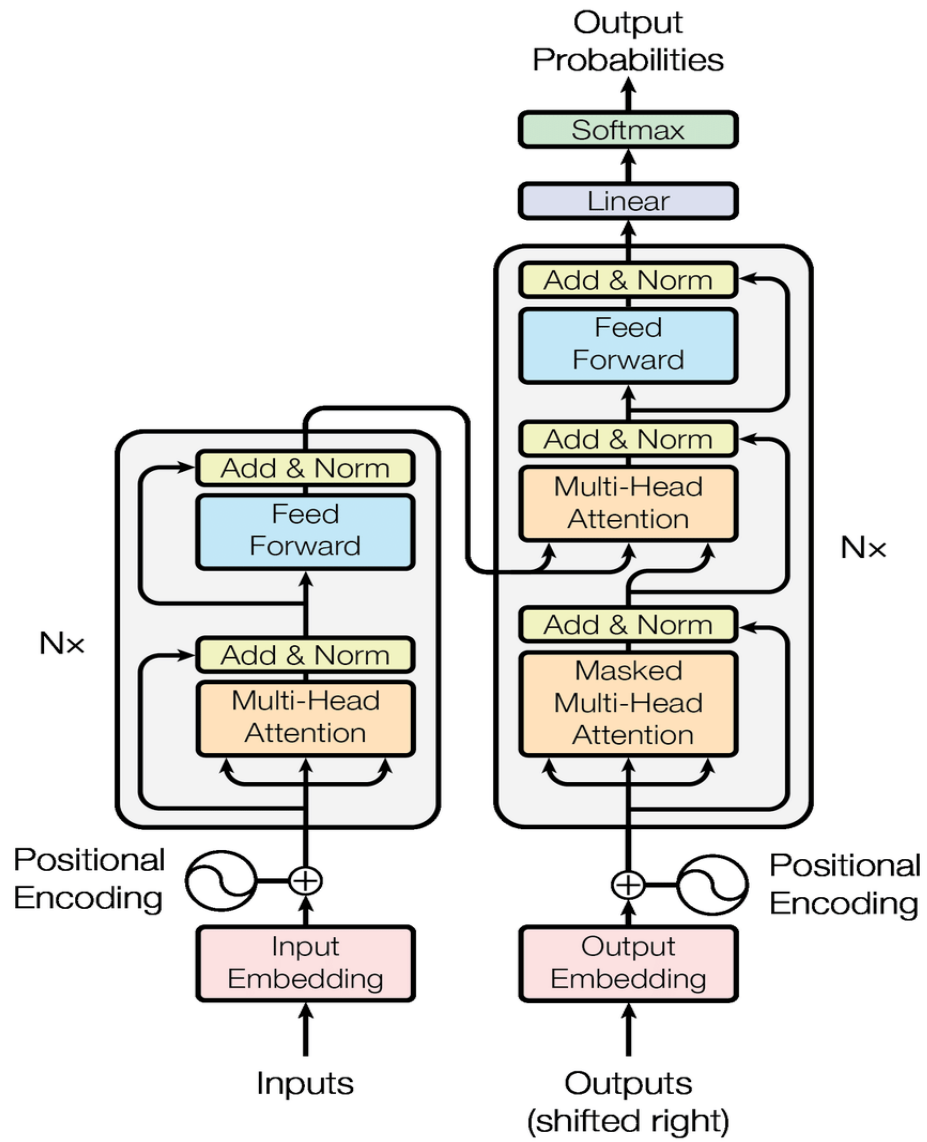 Output
Probabilities
Softmax
Linear
Add & Norm
Feed
Forward
Add & Norm
Multi-Head
Attention
Nx
Add & Norm
Masked
Multi-Head
Attention
Add & Norm
Feed
Forward
Nx
Add & Norm
Multi-Head
Attention
Positional
Encoding
Positional
Encoding
Input
Embedding
Output
Embedding
Inputs
Outputs
(shifted right)